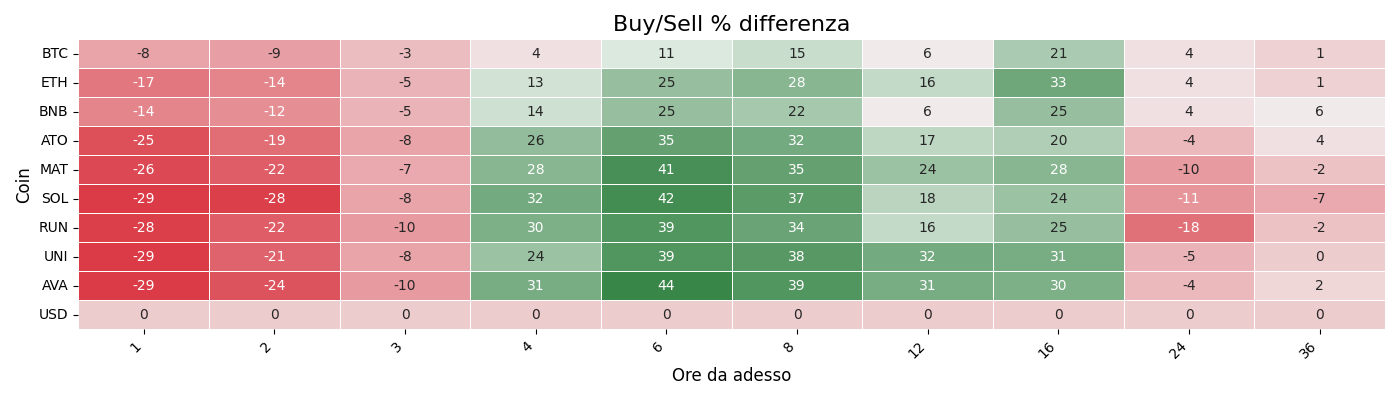 Buy/Sell % differenza
Coin
BTC -8 -9 -3 4 11 15 6 21 4 1
ETH -17 -14 -5 13 25 28 16 33 4 1
BNB -14 -12 -5 14 25 22 6 25 4 6
ATO -25 -19 -8 26 35 32 17 20 -4 4
MAT -26 -22 -7 28 41 35 24 28 -10 -2
SOL -29 -28 -8 32 42 37 18 24 -11 -7
RUN -28 -22 -10 30 39 34 16 25 -18 -2
UNI -29 -21 -8 24 39 38 32 31 -5 0
AVA -29 -24 -10 31 44 39 31 30 -4 2
USD 0 0 0 0 0 0 0 0 0 0
1 2 3 4 6 8 12 16 24 36
Ore da adesso